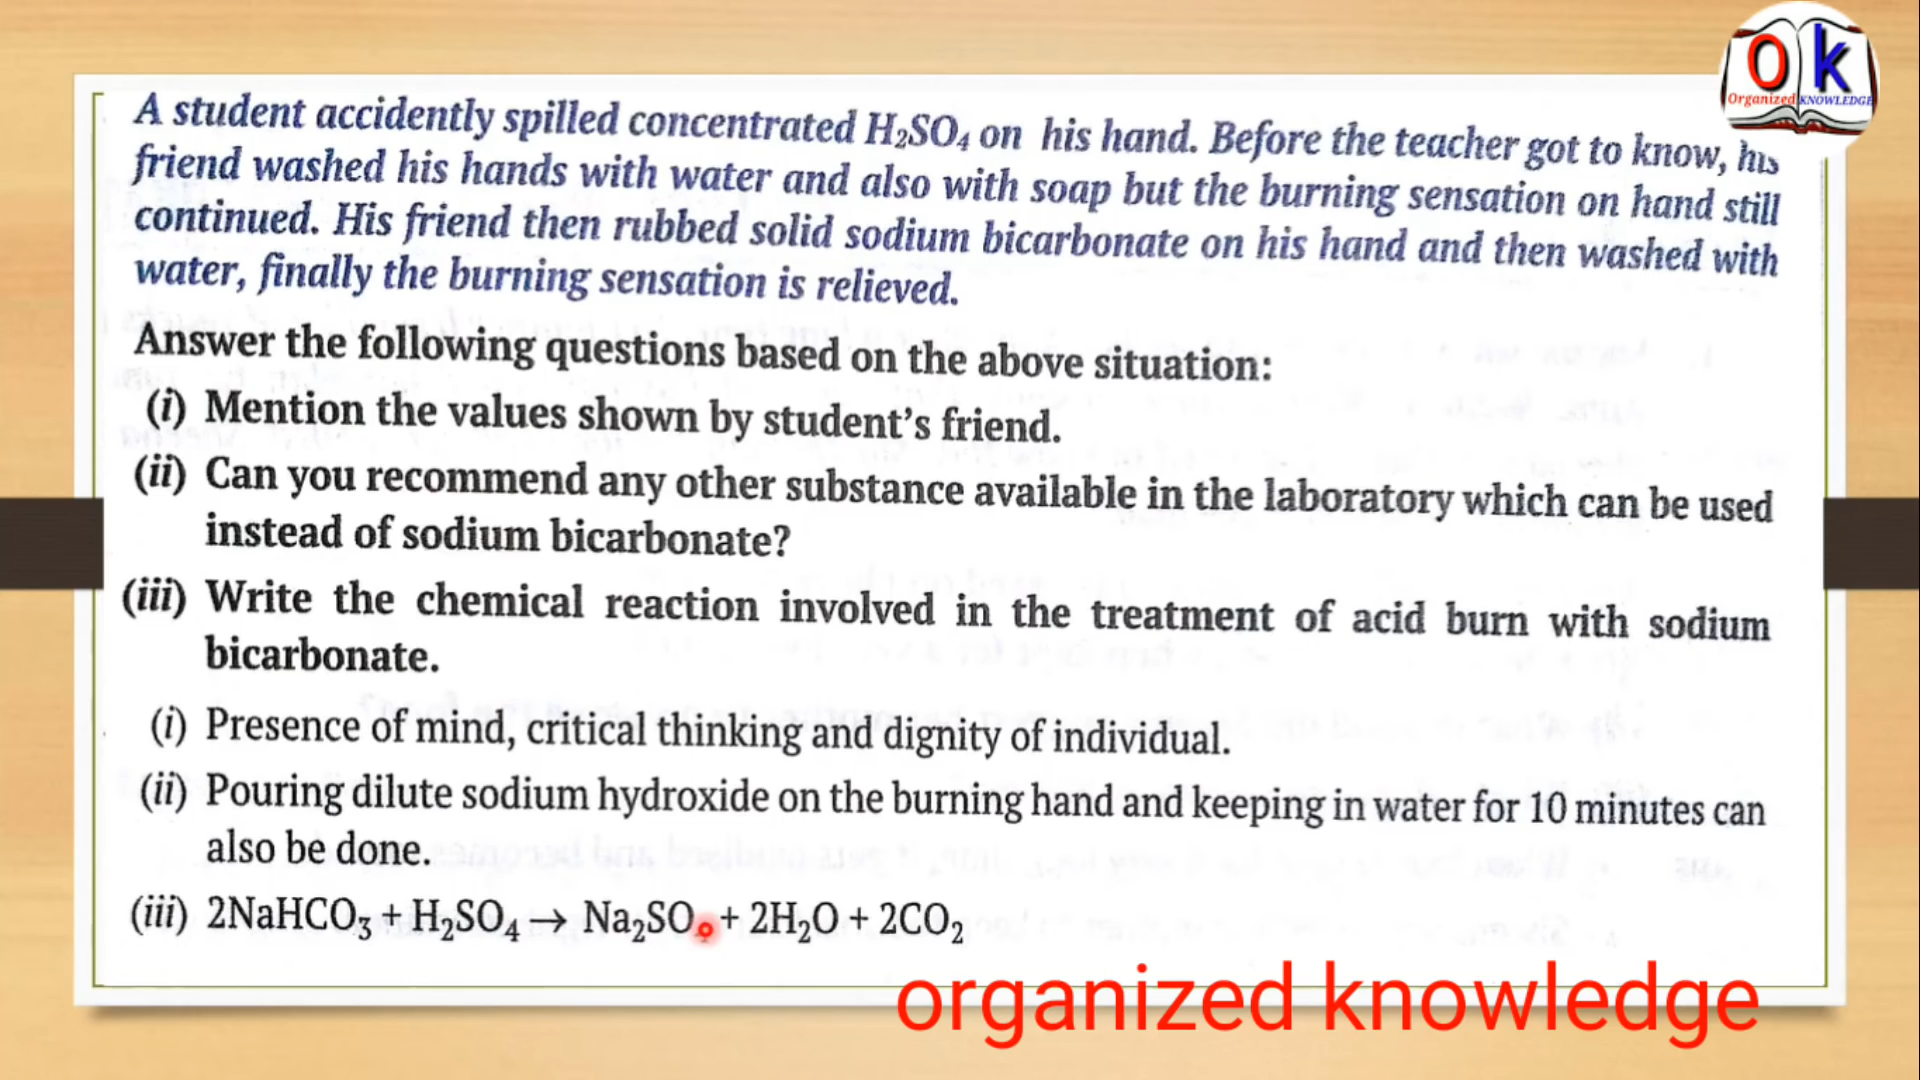 O k
Organized KNOWLEDGE
A student accidently spilled concentrated H₂SO₄ on his hand. Before the teacher got to know, his
friend washed his hands with water and also with soap but the burning sensation on hand still
continued. His friend then rubbed solid sodium bicarbonate on his hand and then washed with
water, finally the burning sensation is relieved.
Answer the following questions based on the above situation:
(i) Mention the values shown by student's friend.
(ii) Can you recommend any other substance available in the laboratory which can be used
instead of sodium bicarbonate?
(iii) Write the chemical reaction involved in the treatment of acid burn with sodium
bicarbonate.
(i) Presence of mind, critical thinking and dignity of individual.
(ii) Pouring dilute sodium hydroxide on the burning hand and keeping in water for 10 minutes can
also be done.
(iii) 2NaHCO₃ + H₂SO₄ → Na₂SO₄ + 2H₂O + 2CO₂
organized knowledge